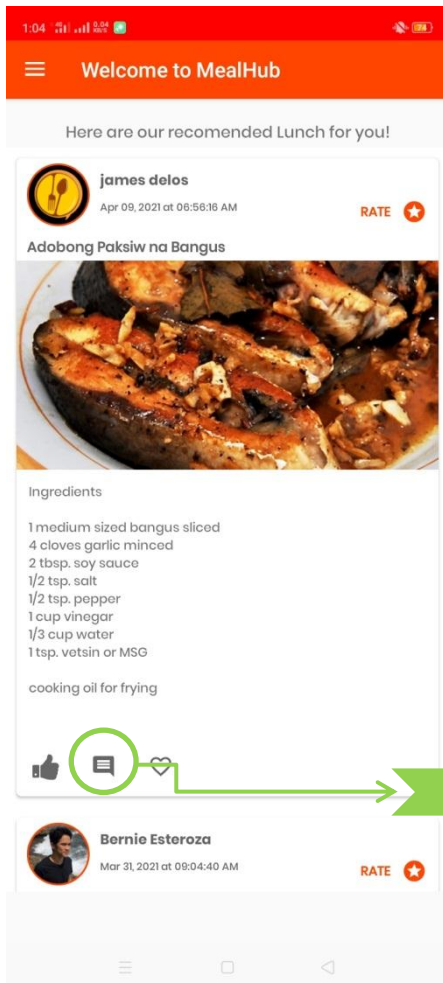 1:04
Welcome to MealHub
Here are our recomended Lunch for you!
james delos
Apr 09, 2021 at 06:56:16 AM
RATE
Adobong Paksiw na Bangus
Ingredients
1 medium sized bangus sliced
4 cloves garlic minced
2 tbsp. soy sauce
1/2 tsp. salt
1/2 tsp. pepper
1 cup vinegar
1/3 cup water
1 tsp. vetsin or MSG
cooking oil for frying
Bernie Esteroza
Mar 31, 2021 at 09:04:40 AM
RATE